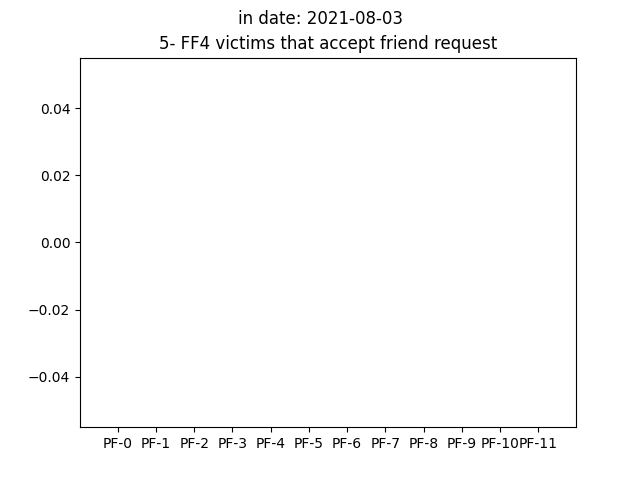 in date: 2021-08-03
5- FF4 victims that accept friend request
0.04
0.02
0.00
−0.02
−0.04
PF-0 PF-1 PF-2 PF-3 PF-4 PF-5 PF-6 PF-7 PF-8 PF-9 PF-10 PF-11